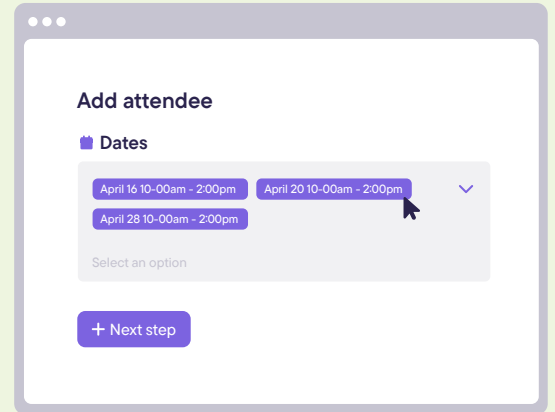 Add attendee
Dates
April 16 10-00am - 2:00pm April 20 10-00am - 2:00pm
April 28 10-00am - 2:00pm
Select an option
+ Next step